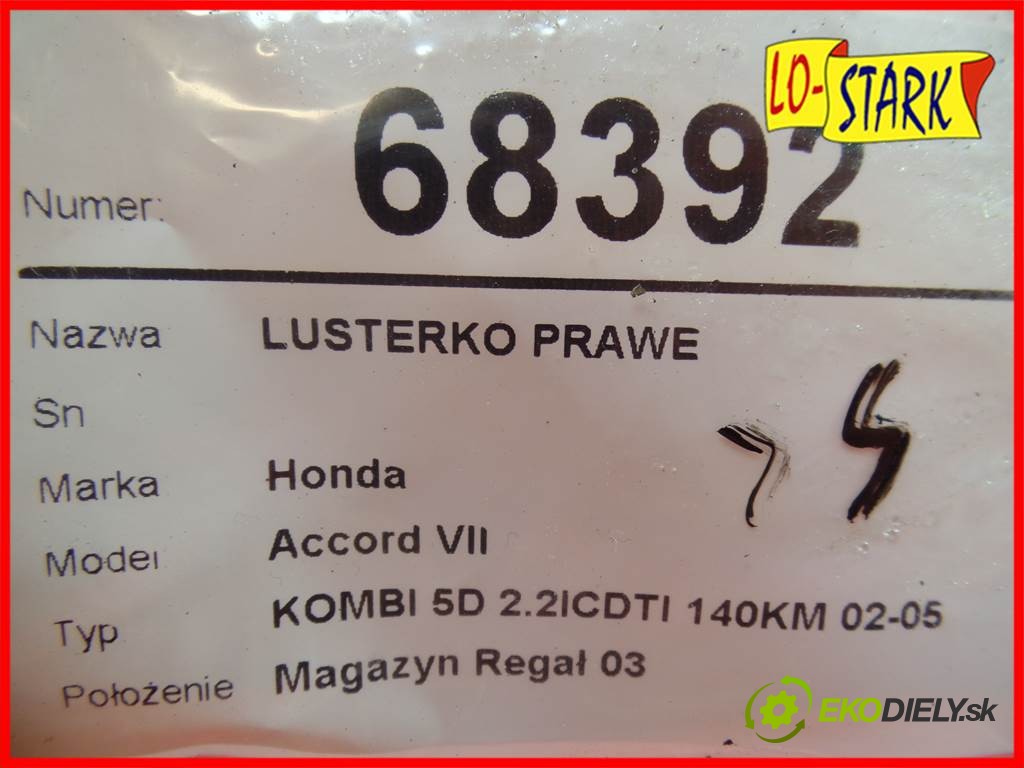 LO-STARK
Numer: 68392
Nazwa LUSTERKO PRAWE
Sn
Marka Honda
Model Accord VII
Typ KOMBI 5D 2.2ICDTI 140KM 02-05
Położenie Magazyn Regał 03
EKODIELY.sk